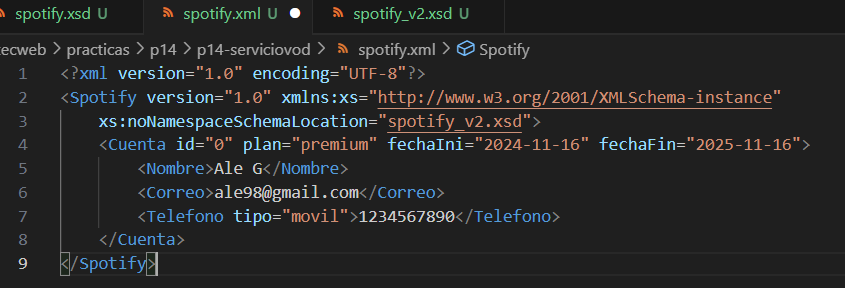 spotify.xsd U spotify.xml U spotify_v2.xsd U
tecweb > practicas > p14 > p14-serviciovod > spotify.xml > Spotify
1 <?xml version="1.0" encoding="UTF-8"?>
2 <Spotify version="1.0" xmlns:xs="http://www.w3.org/2001/XMLSchema-instance"
3 xs:noNamespaceSchemaLocation="spotify_v2.xsd">
4 <Cuenta id="0" plan="premium" fechaIni="2024-11-16" fechaFin="2025-11-16">
5 <Nombre>Ale G</Nombre>
6 <Correo>ale98@gmail.com</Correo>
7 <Telefono tipo="movil">1234567890</Telefono>
8 </Cuenta>
9 </Spotify>